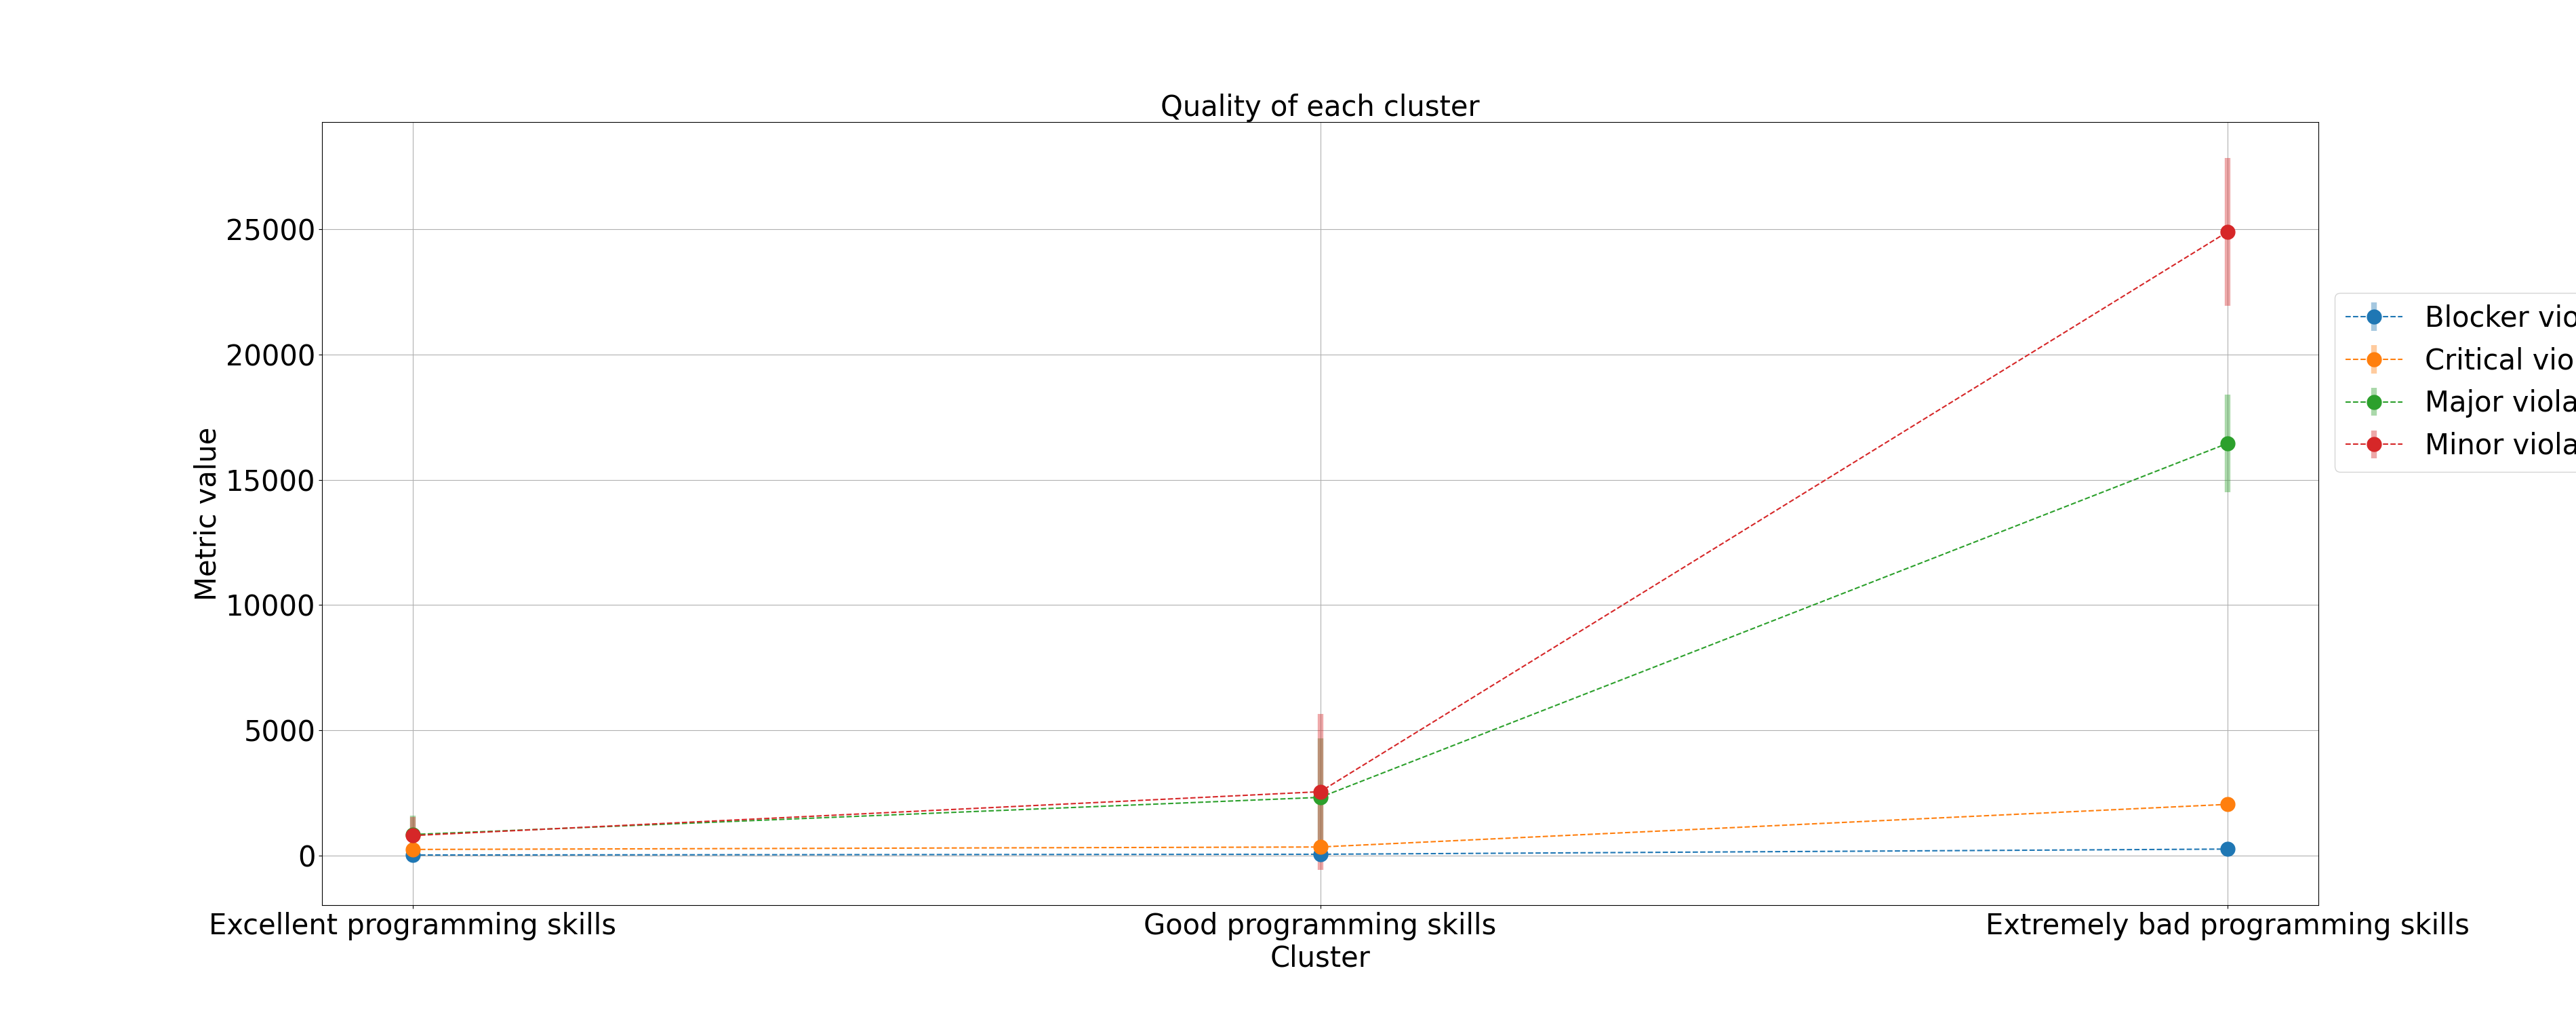 Quality of each cluster
25000
20000
15000
10000
5000
0
Metric value
Excellent programming skills
Good programming skills
Extremely bad programming skills
Cluster
Blocker vio
Critical vio
Major viola
Minor viola